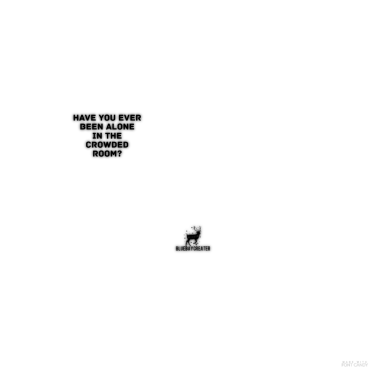 HAVE YOU EVER
BEEN ALONE
IN THE
CROWDED
ROOM?